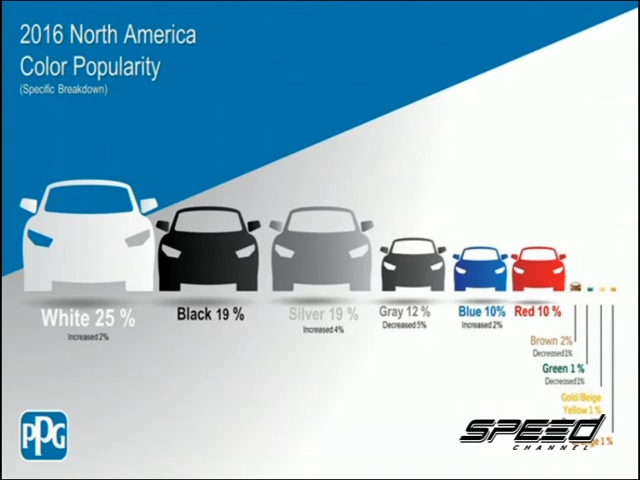 2016 North America
Color Popularity
(Specific Breakdown)
White 25 %
Increased 2%
Black 19 %
Silver 19 %
Increased 4%
Gray 12 %
Decreased 5%
Blue 10%
Increased 2%
Red 10 %
Brown 2%
Decreased 1%
Green 1 %
Decreased 1%
Gold/Beige
Yellow 1 %
1 %
PPG
SPEED
CHANNEL